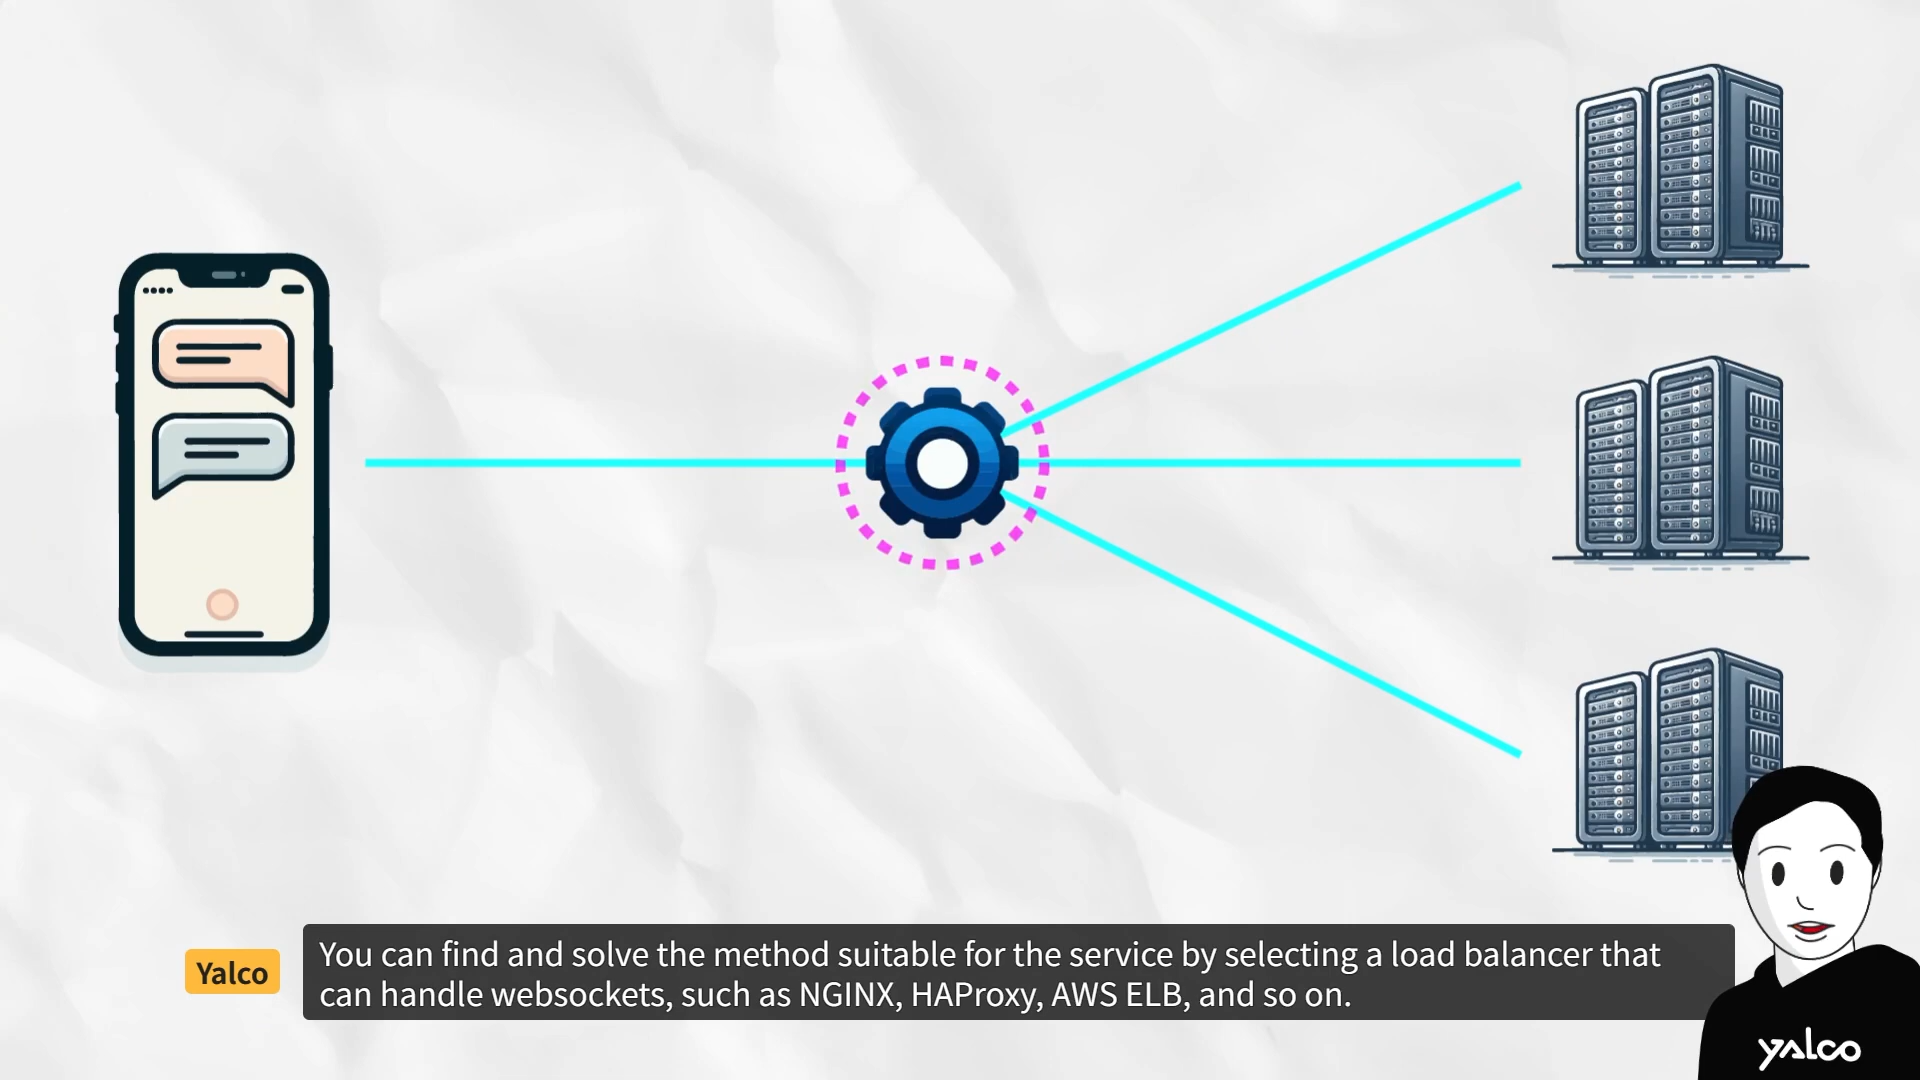 Yalco
You can find and solve the method suitable for the service by selecting a load balancer that
can handle websockets, such as NGINX, HAProxy, AWS ELB, and so on.
yalco